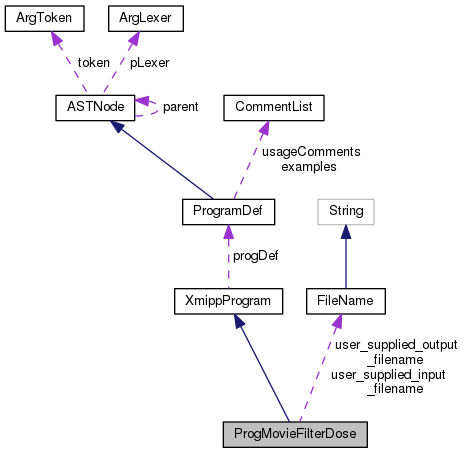 ArgToken
ArgLexer
token
pLexer
ASTNode
parent
CommentList
usageComments
examples
ProgramDef
String
progDef
XmippProgram
FileName
user_supplied_output
_filename
user_supplied_input
_filename
ProgMovieFilterDose